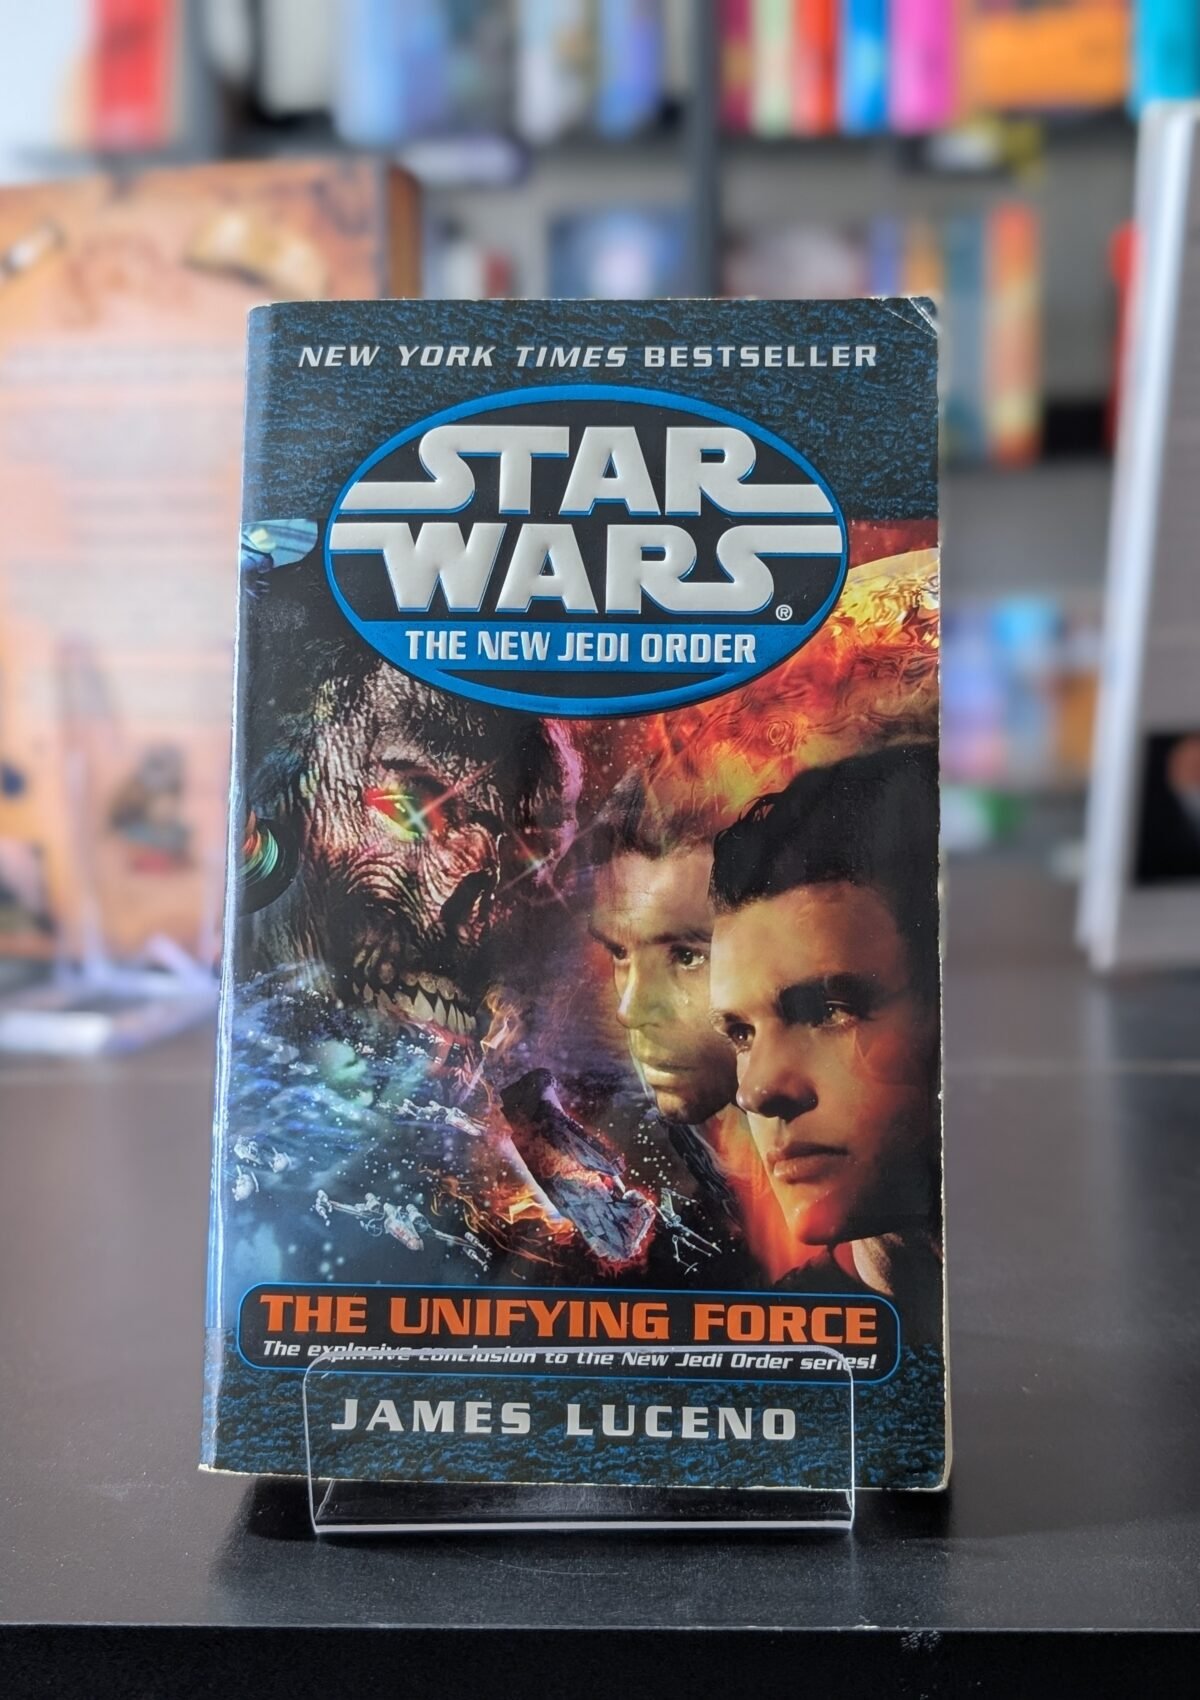 NEW YORK TIMES BESTSELLER
STAR
WARS®
THE NEW JEDI ORDER
THE UNIFYING FORCE
The explosive conclusion to the New Jedi Order series!
JAMES LUCENO